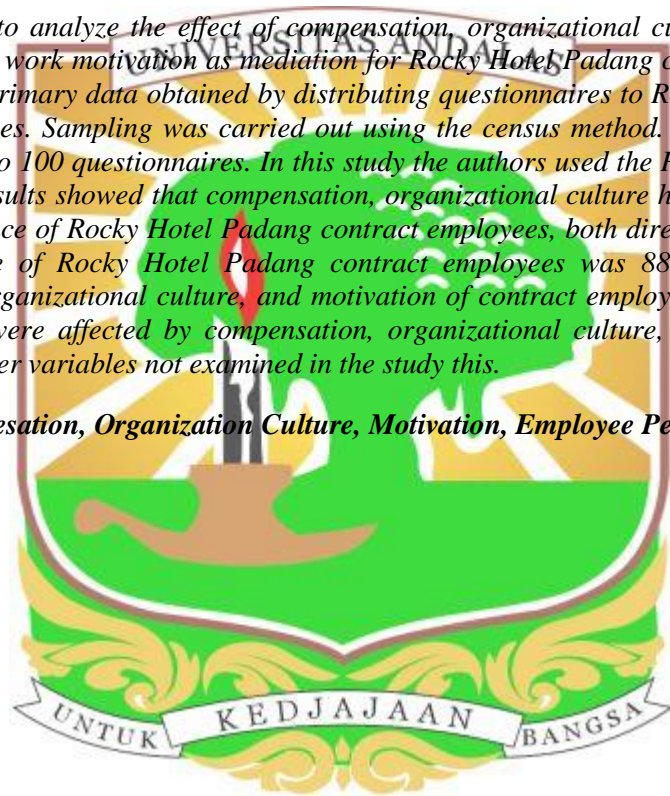 to analyze the effect of compensation, organizational cu
UNIVERSITAS ANDALAS
work motivation as mediation for Rocky Hotel Padang c
rimary data obtained by distributing questionnaires to R
es. Sampling was carried out using the census method.
o 100 questionnaires. In this study the authors used the
sults showed that compensation, organizational culture h
ce of Rocky Hotel Padang contract employees, both dire
e of Rocky Hotel Padang contract employees was 88
rganizational culture, and motivation of contract employ
were affected by compensation, organizational culture,
er variables not examined in the study this.
esation, Organization Culture, Motivation, Employee Pe
UNTUK KEDJAJAAN BANGSA